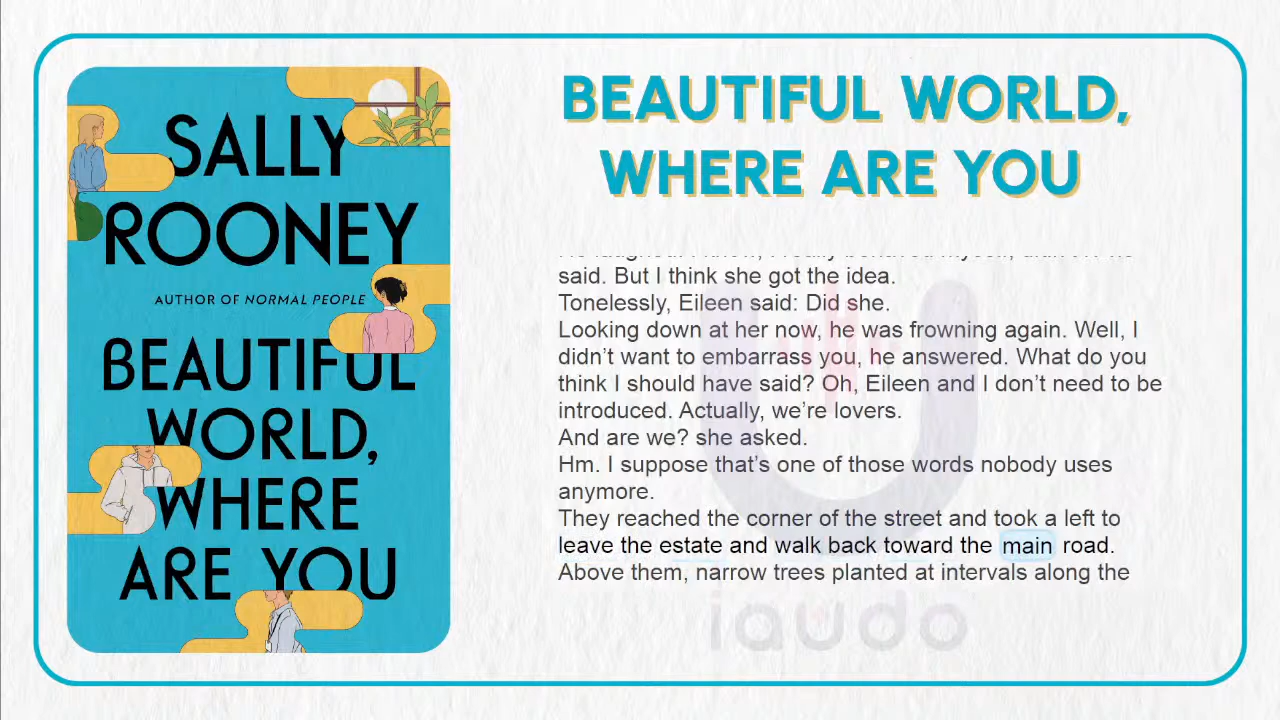 SALLY
ROONEY
AUTHOR OF NORMAL PEOPLE
BEAUTIFUL
WORLD,
WHERE
ARE YOU
BEAUTIFUL WORLD,
WHERE ARE YOU
said. But I think she got the idea.
Tonelessly, Eileen said: Did she.
Looking down at her now, he was frowning again. Well, I
didn’t want to embarrass you, he answered. What do you
think I should have said? Oh, Eileen and I don’t need to be
introduced. Actually, we’re lovers.
And are we? she asked.
Hm. I suppose that’s one of those words nobody uses
anymore.
They reached the corner of the street and took a left to
leave the estate and walk back toward the main road.
Above them, narrow trees planted at intervals along the
iaudo